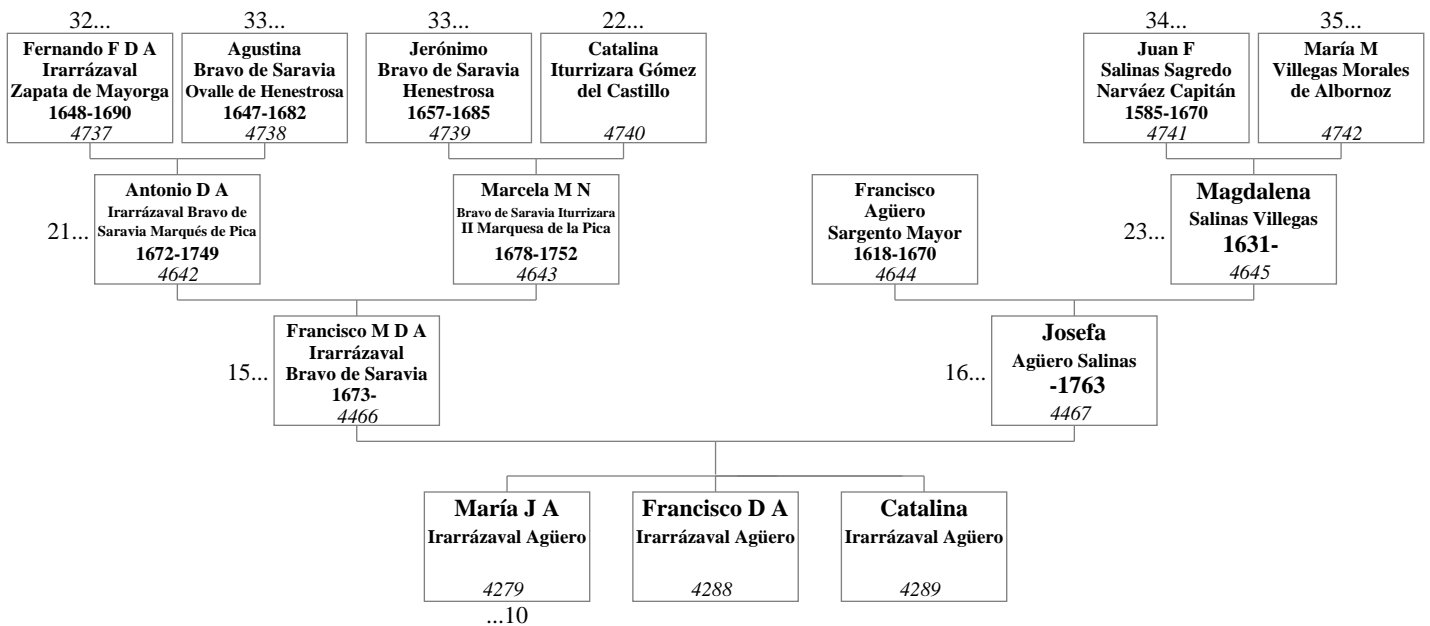 32...
Fernando F D A
Irarrázaval
Zapata de Mayorga
1648-1690
4737
33...
Agustina
Bravo de Saravia
Ovalle de Henestrosa
1647-1682
4738
33...
Jerónimo
Bravo de Saravia
Henestrosa
1657-1685
4739
22...
Catalina
Iturrizara Gómez
del Castillo
4740
34...
Juan F
Salinas Sagredo
Narváez Capitán
1585-1670
4741
35...
María M
Villegas Morales
de Albornoz
4742
21...
Antonio D A
Irarrázaval Bravo de
Saravia Marqués de Pica
1672-1749
4642
Marcela M N
Bravo de Saravia Iturrizara
II Marquesa de la Pica
1678-1752
4643
Francisco
Agüero
Sargento Mayor
1618-1670
4644
23...
Magdalena
Salinas Villegas
1631-
4645
15...
Francisco M D A
Irarrázaval
Bravo de Saravia
1673-
4466
16...
Josefa
Agüero Salinas
-1763
4467
María J A
Irarrázaval Agüero
4279
...10
Francisco D A
Irarrázaval Agüero
4288
Catalina
Irarrázaval Agüero
4289